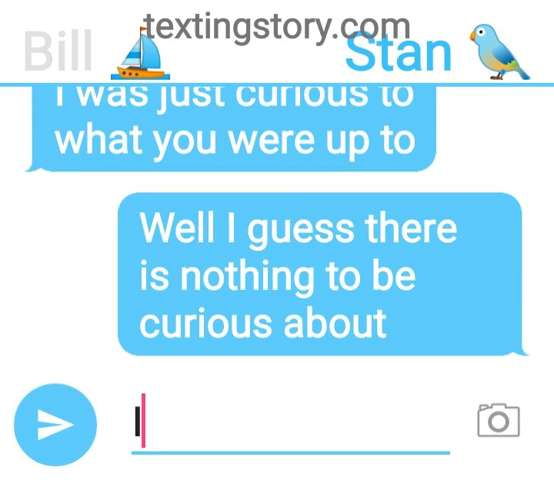 textingstory.com
Bill
Stan
I was just curious to
what you were up to
Well I guess there
is nothing to be
curious about
I